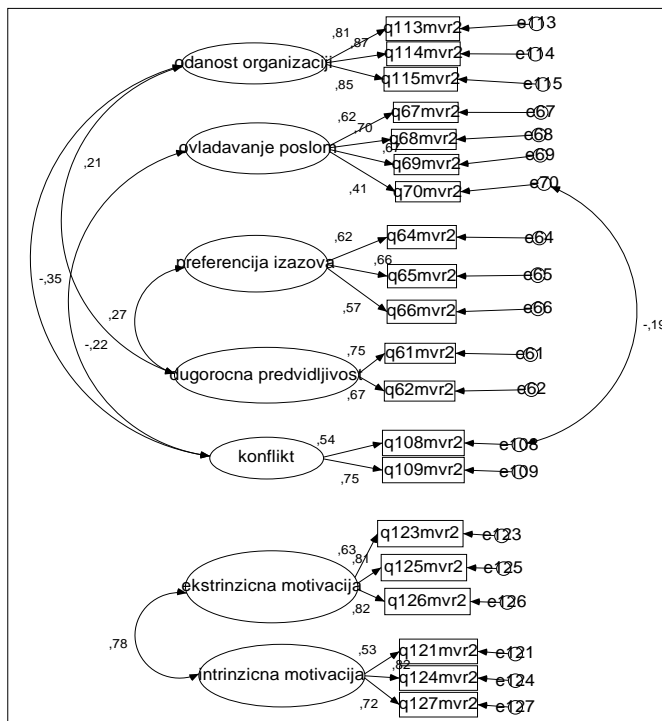 ,81
,87
,85
odanost organizaciji
q113mvr2
e113
q114mvr2
e114
q115mvr2
e115
,62
,70
,67
,41
ovladavanje poslom
q67mvr2
e67
q68mvr2
e68
q69mvr2
e69
q70mvr2
e70
,21
-,35
-,22
,27
-,19
,62
,66
,57
preferencija izazova
q64mvr2
e64
q65mvr2
e65
q66mvr2
e66
,75
,67
dugorocna predvidljivost
q61mvr2
e61
q62mvr2
e62
,54
,75
konflikt
q108mvr2
e108
q109mvr2
e109
,63
,81
,82
ekstrinzicna motivacija
q123mvr2
e123
q125mvr2
e125
q126mvr2
e126
,78
,53
,82
,72
intrinzicna motivacija
q121mvr2
e121
q124mvr2
e124
q127mvr2
e127